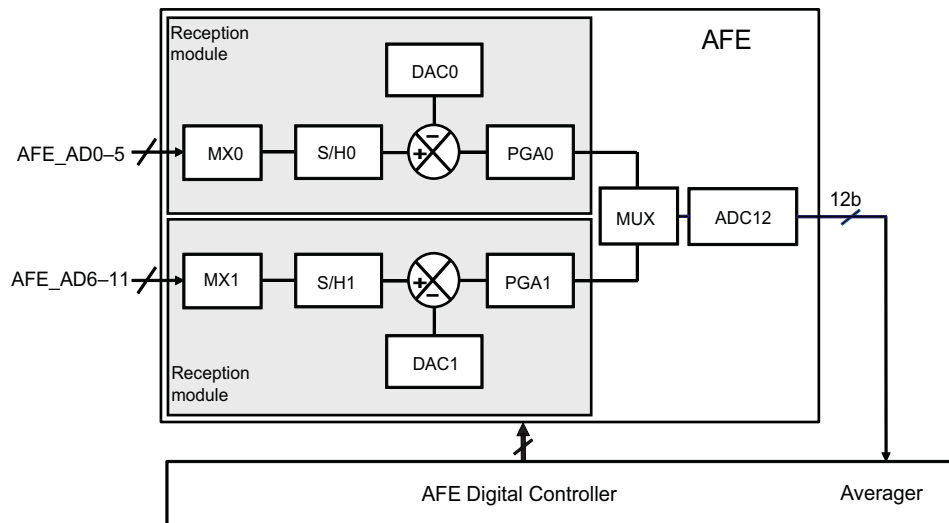 Reception
module
AFE
DAC0
−
AFE_AD0–5
MX0
S/H0
+
PGA0
12b
MUX
ADC12
AFE_AD6–11
MX1
S/H1
+
−
PGA1
DAC1
Reception
module
AFE Digital Controller
Averager